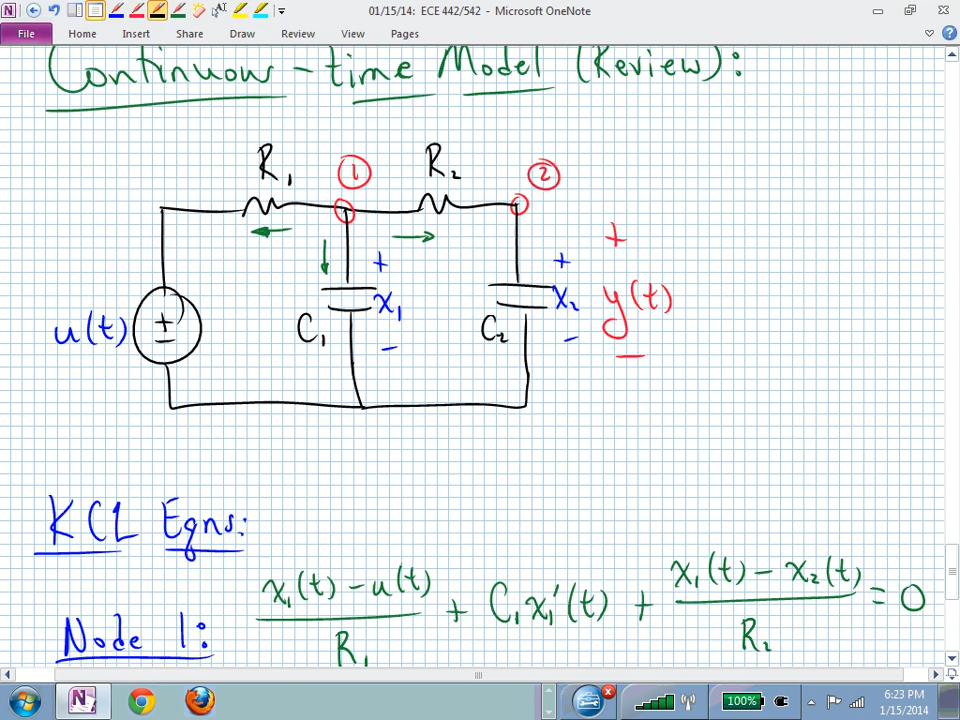 01/15/14: ECE 442/542 - Microsoft OneNote
File Home Insert Share Draw Review View Pages
Continuous-time Model (Review):
R₁ ① R₂ ②
+ + +
u(t) + − C₁ x₁ C₂ x₂ y(t)
− − −
KCL Eqns:
Node 1: (x₁(t) − u(t))/R₁ + C₁x₁'(t) + (x₁(t) − x₂(t))/R₂ = 0
100% 6:23 PM
1/15/2014